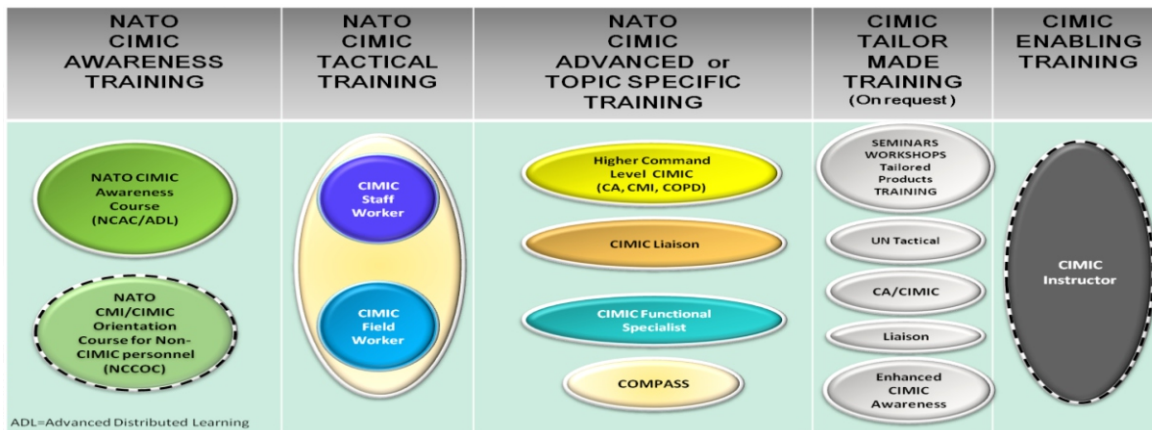 NATO
CIMIC
AWARENESS
TRAINING
NATO
CIMIC
TACTICAL
TRAINING
NATO
CIMIC
ADVANCED or
TOPIC SPECIFIC
TRAINING
CIMIC
TAILOR
MADE
TRAINING
(On request)
CIMIC
ENABLING
TRAINING
NATO CIMIC
Awareness
Course
(NCAC/ADL)
NATO
CMI/CIMIC
Orientation
Course for Non-
CIMIC personnel
(NCCOC)
ADL=Advanced Distributed Learning
CIMIC
Staff
Worker
CIMIC
Field
Worker
Higher Command
Level CIMIC
(CA, CMI, COPD)
CIMIC Liaison
CIMIC Functional
Specialist
COMPASS
SEMINARS
WORKSHOPS
Tailored
Products
TRAINING
UN Tactical
CA/CIMIC
Liaison
Enhanced
CIMIC
Awareness
CIMIC
Instructor